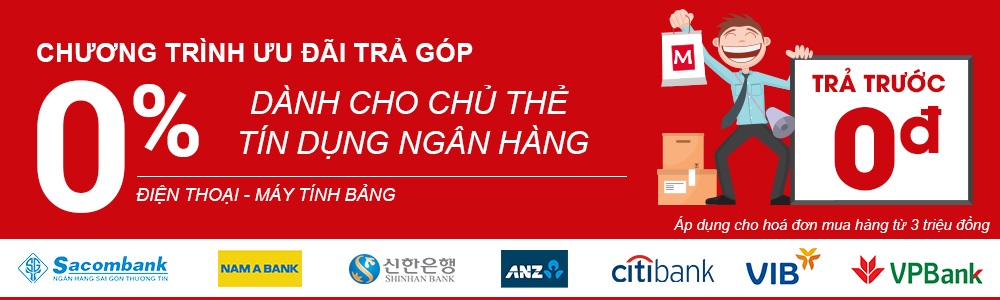 CHƯƠNG TRÌNH ƯU ĐÃI TRẢ GÓP
0%
DÀNH CHO CHỦ THẺ
TÍN DỤNG NGÂN HÀNG
ĐIỆN THOẠI - MÁY TÍNH BẢNG
M
TRẢ TRƯỚC
0đ
Áp dụng cho hoá đơn mua hàng từ 3 triệu đồng
Sacombank
NGÂN HÀNG SÀI GÒN THƯƠNG TÍN
NAM A BANK
신한은행
SHINHAN BANK
ANZ
citibank
VIB
VPBank